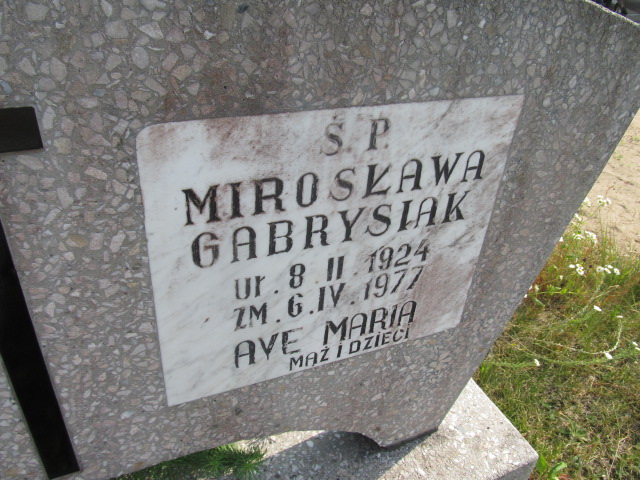 Ś.P.
MIROSŁAWA
GABRYSIAK
ur. 8.II.1924
ZM. 6.IV.1977
AVE MARIA
MĄŻ I DZIECI